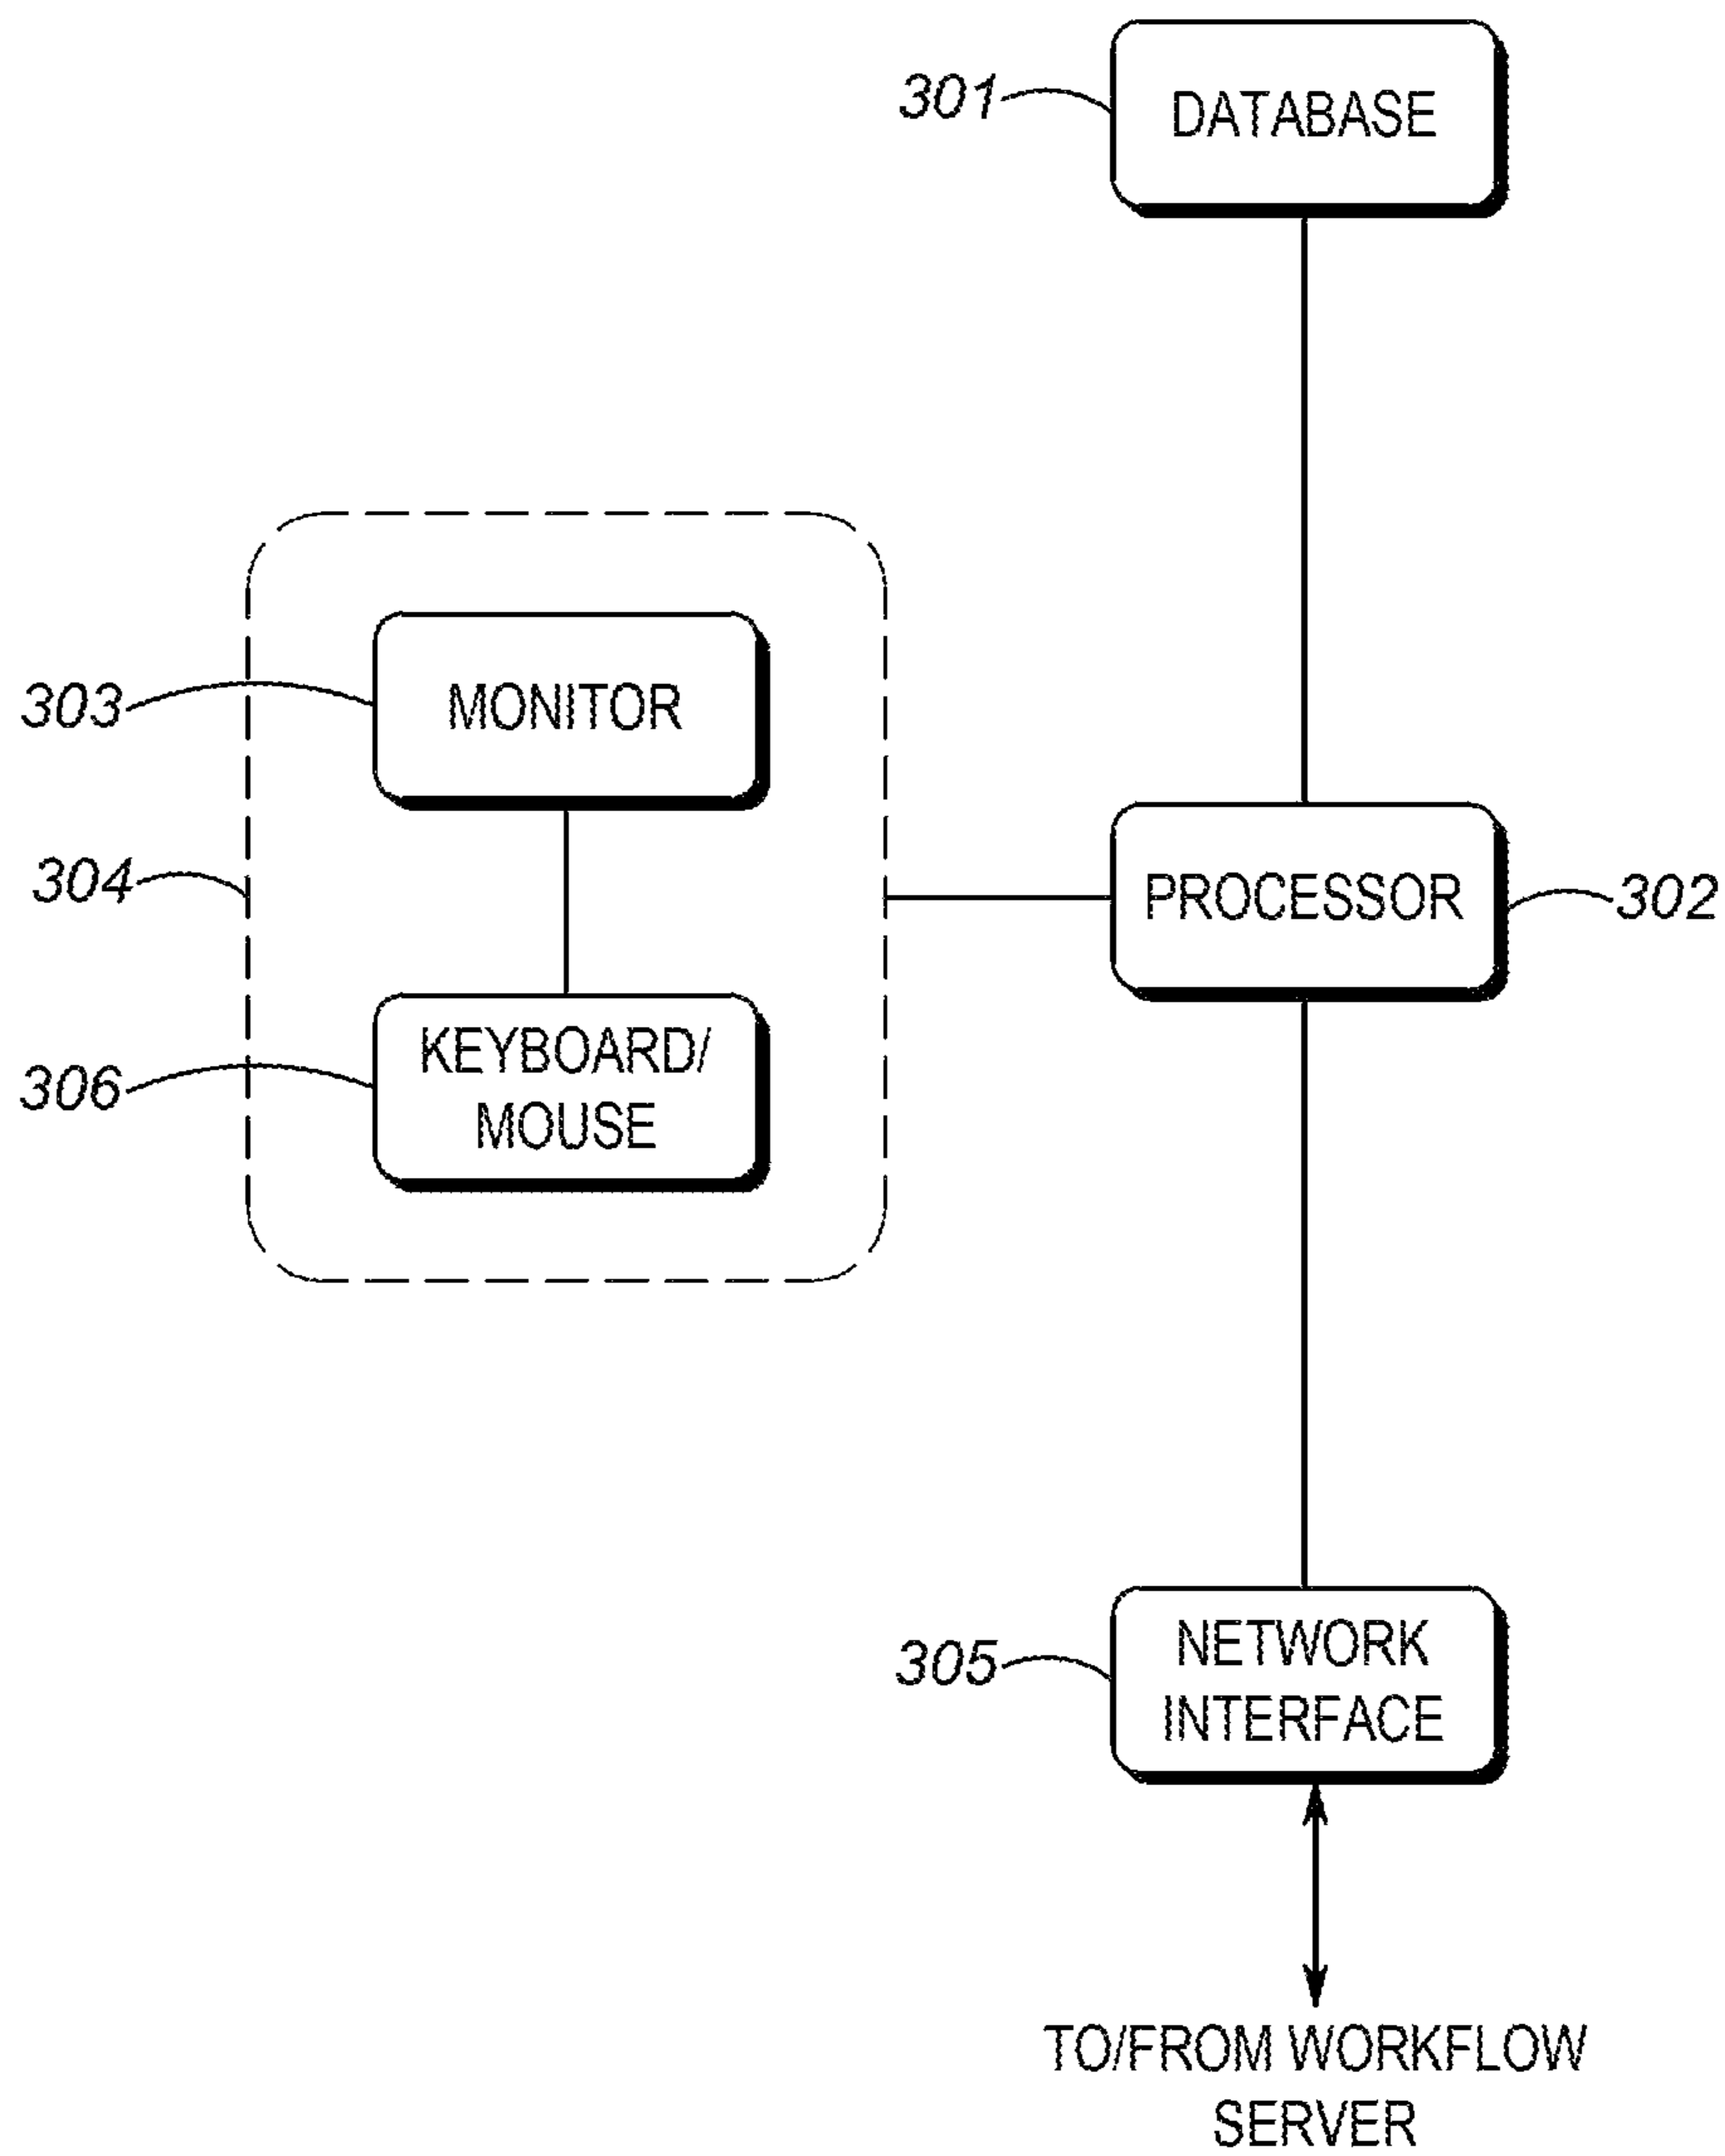 301
DATABASE
303
MONITOR
304
PROCESSOR
302
306
KEYBOARD/
MOUSE
305
NETWORK
INTERFACE
TO/FROM WORKFLOW
SERVER